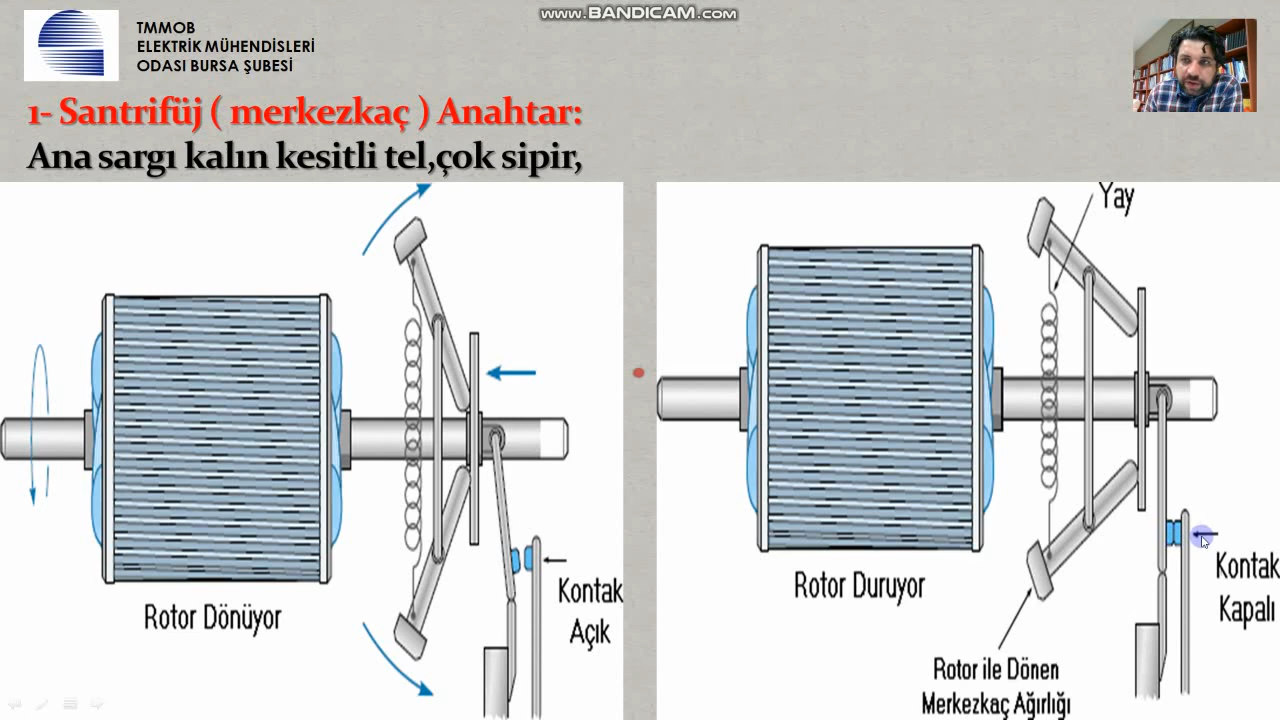 www.BANDICAM.com
TMMOB
ELEKTRİK MÜHENDİSLERİ
ODASI BURSA ŞUBESİ
1- Santrifüj ( merkezkaç ) Anahtar:
Ana sargı kalın kesitli tel,çok sipir,
Yay
Kontak
Açık
Rotor Dönüyor
Kontak
Kapalı
Rotor Duruyor
Rotor ile Dönen
Merkezkaç Ağırlığı